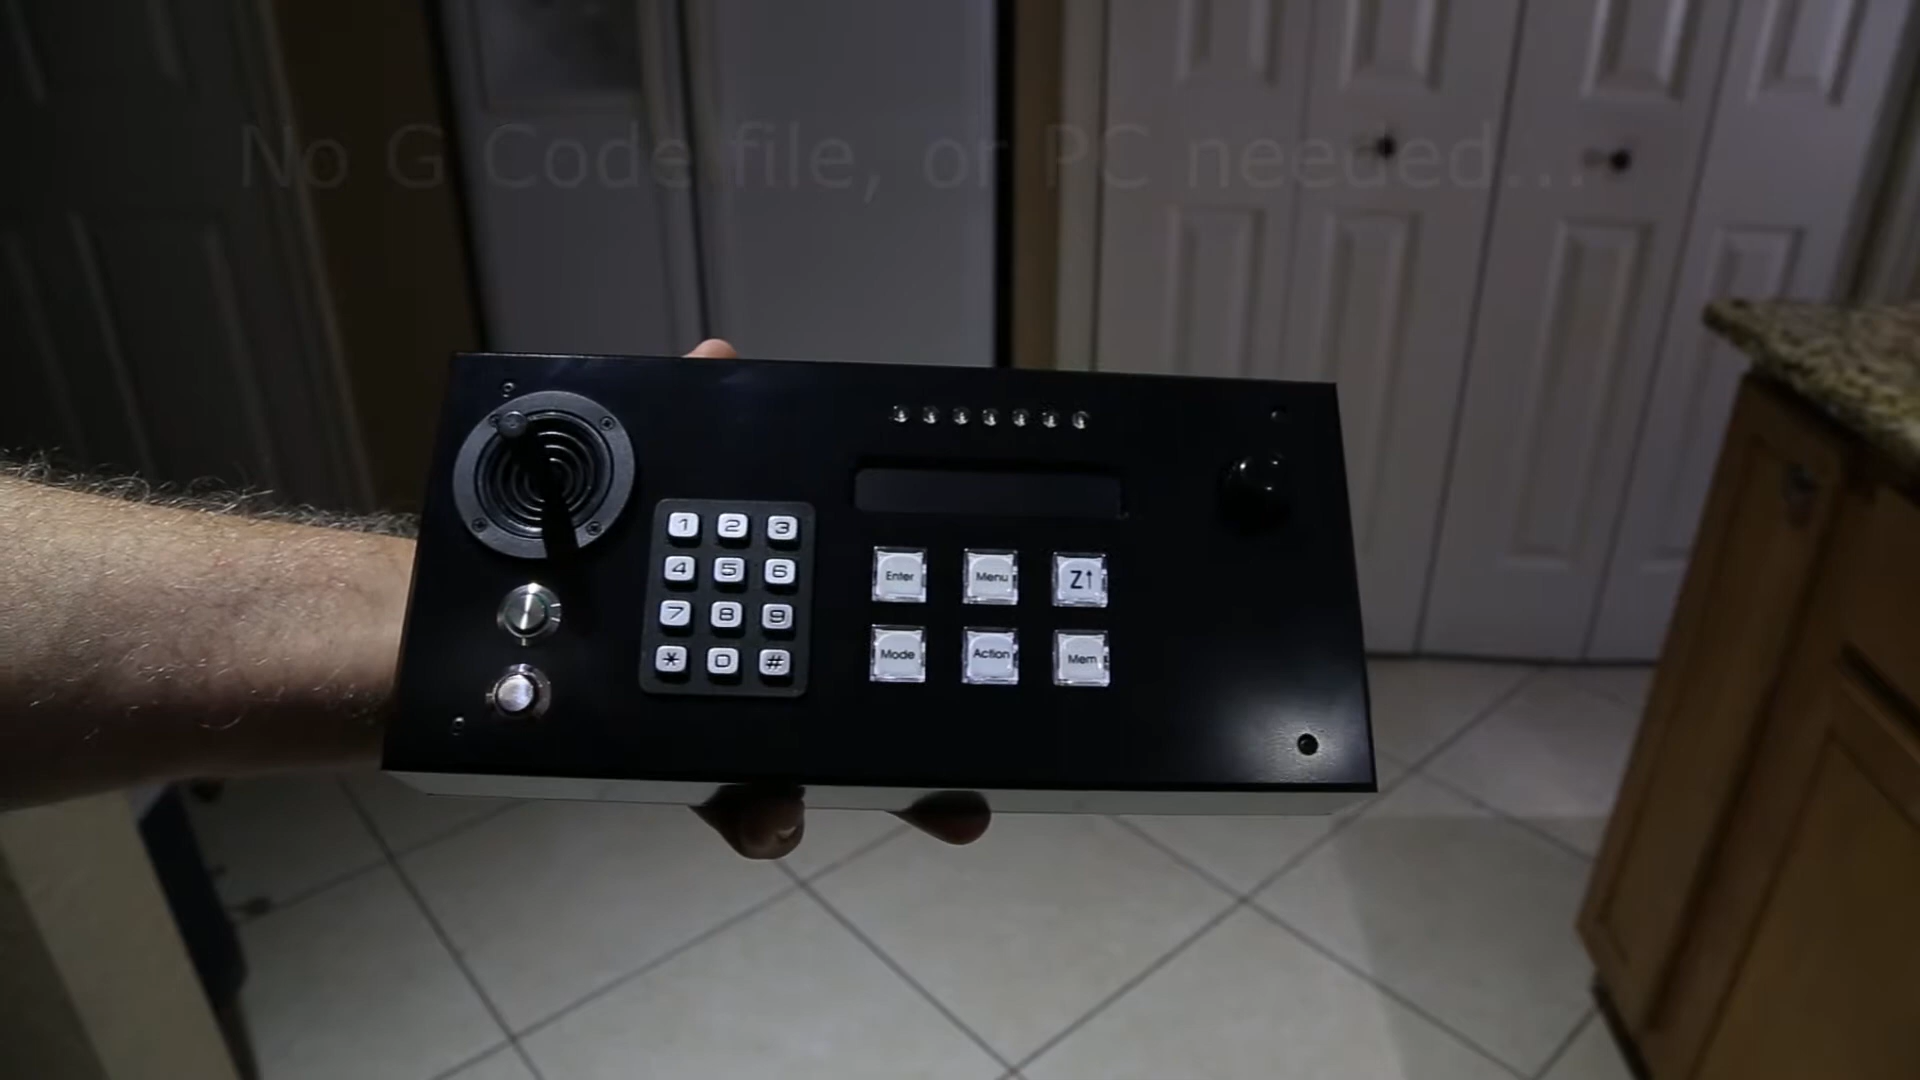 No G Code file, or PC needed...
1 2 3
4 5 6
7 8 9
* 0 #
Enter Menu Z↑
Mode Action Mem